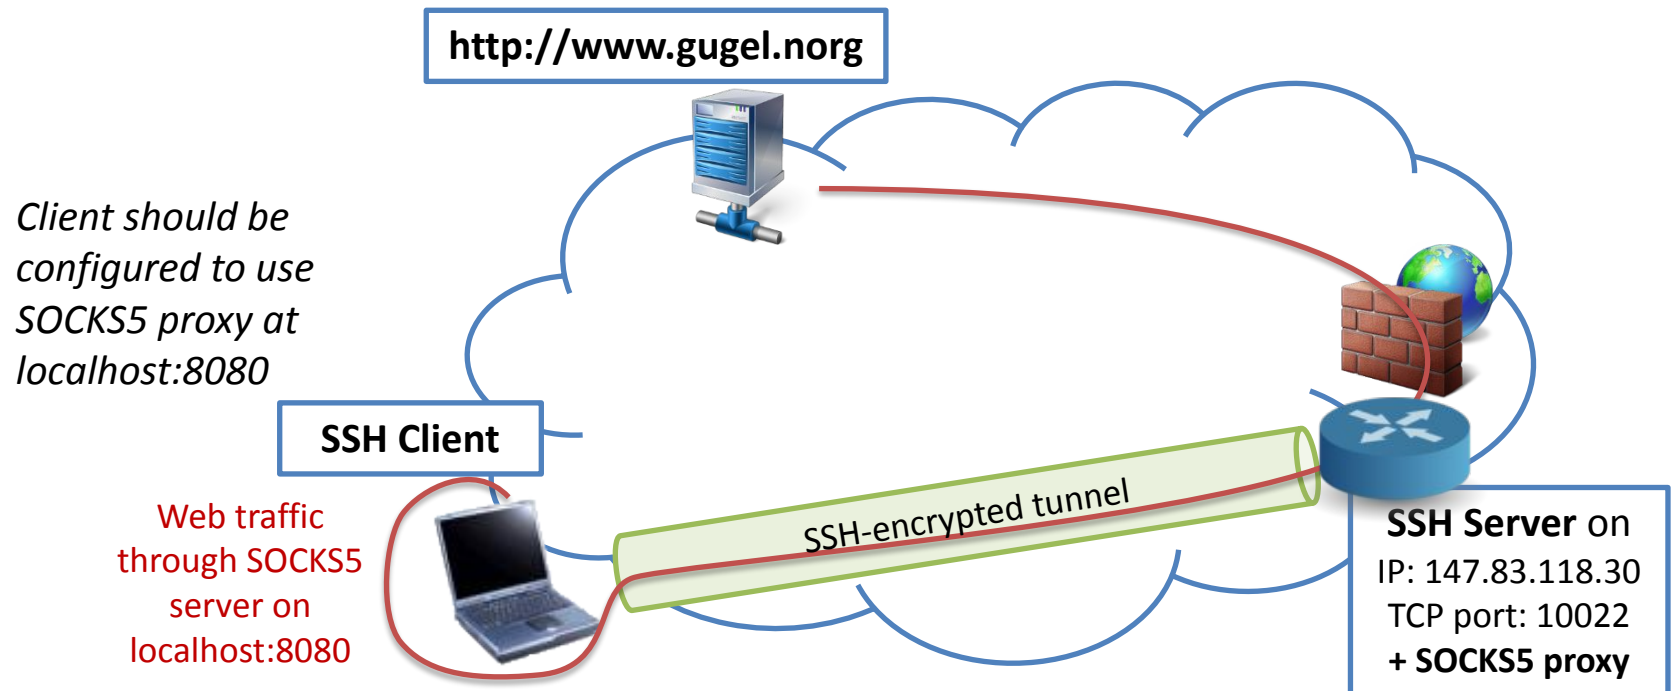 http://www.gugel.norg
Client should be
configured to use
SOCKS5 proxy at
localhost:8080
SSH Client
Web traffic
through SOCKS5
server on
localhost:8080
SSH-encrypted tunnel
SSH Server on
IP: 147.83.118.30
TCP port: 10022
+ SOCKS5 proxy